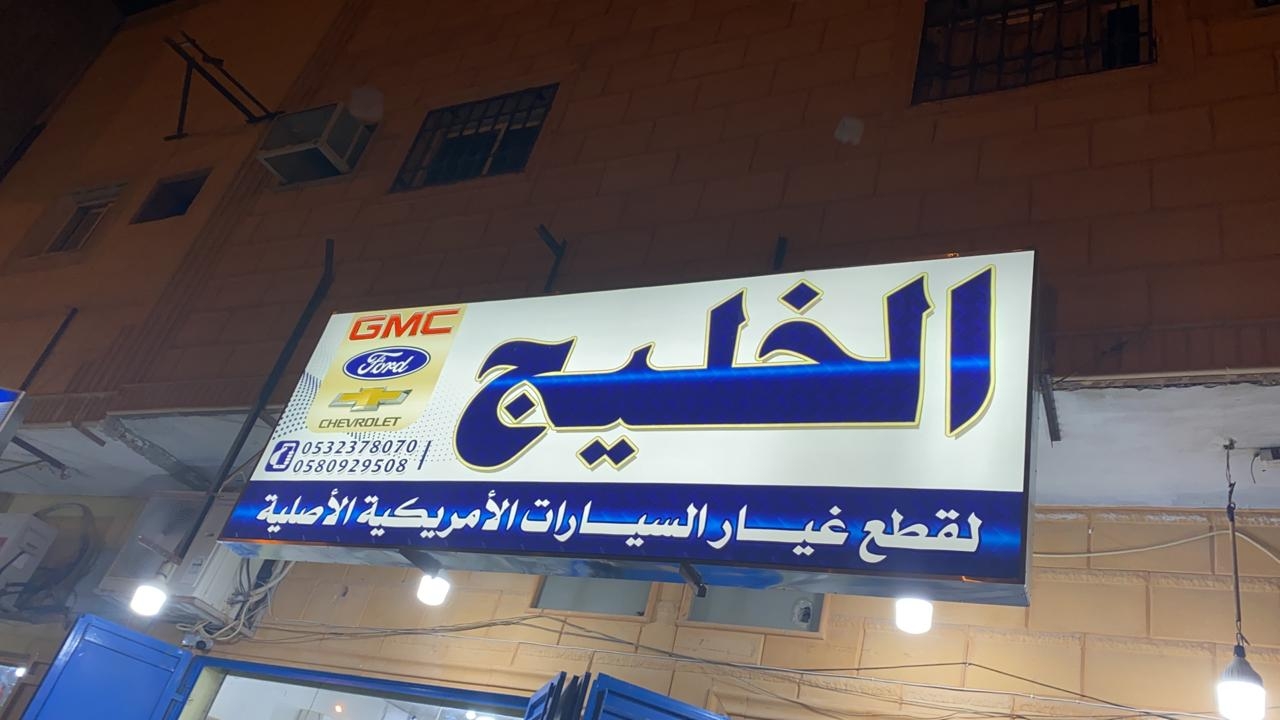 الخليج
GMC
Ford
CHEVROLET
0532378070
0580929508
لقطع غيار السيارات الأمريكية الأصلية